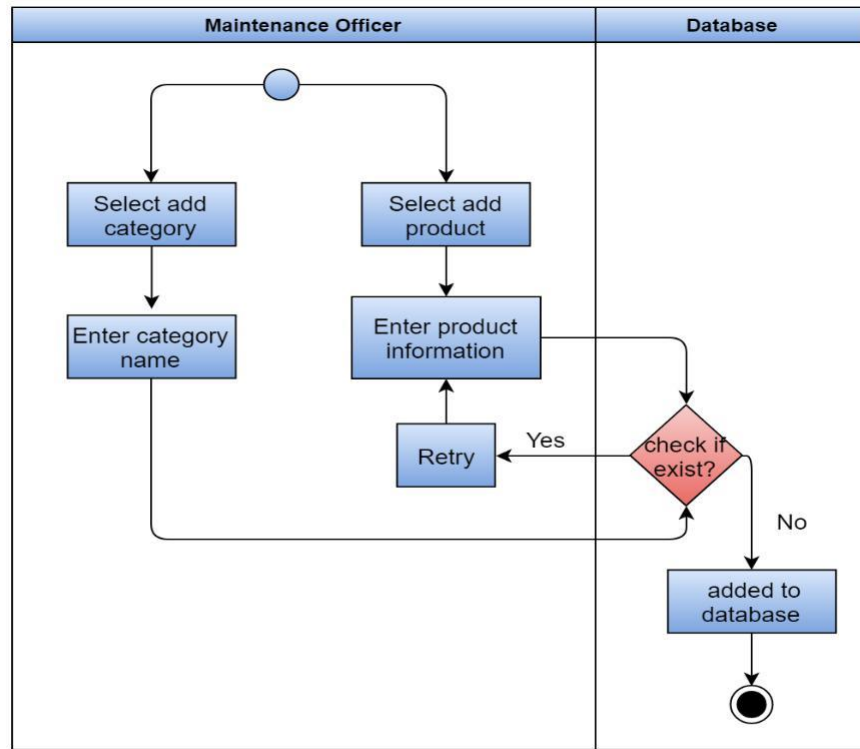 Maintenance Officer
Database
Select add
category
Select add
product
Enter category
name
Enter product
information
Retry
Yes
check if
exist?
No
added to
database